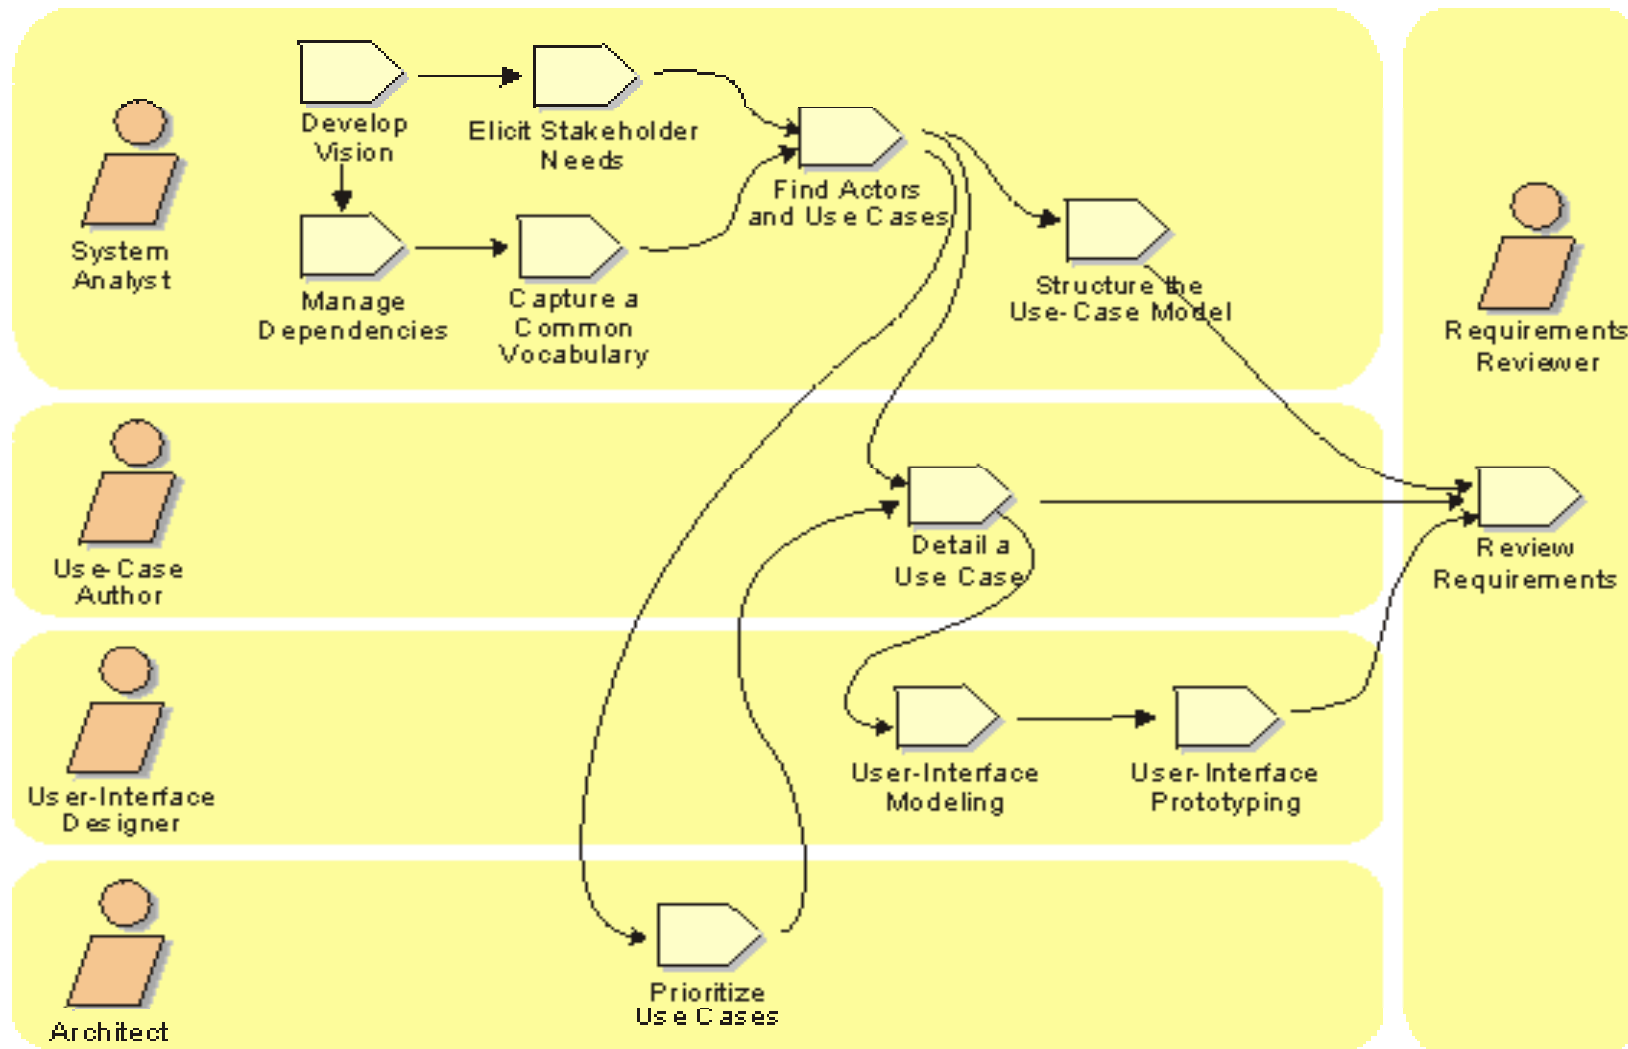 Develop
Vision
Elicit Stakeholder
Needs
Find Actors
and Use Cases
System
Analyst
Manage
Dependencies
Capture a
Common
Vocabulary
Structure the
Use-Case Model
Requirements
Reviewer
Use-Case
Author
Detail a
Use Case
Review
Requirements
User-Interface
Designer
User-Interface
Modeling
User-Interface
Prototyping
Architect
Prioritize
Use Cases